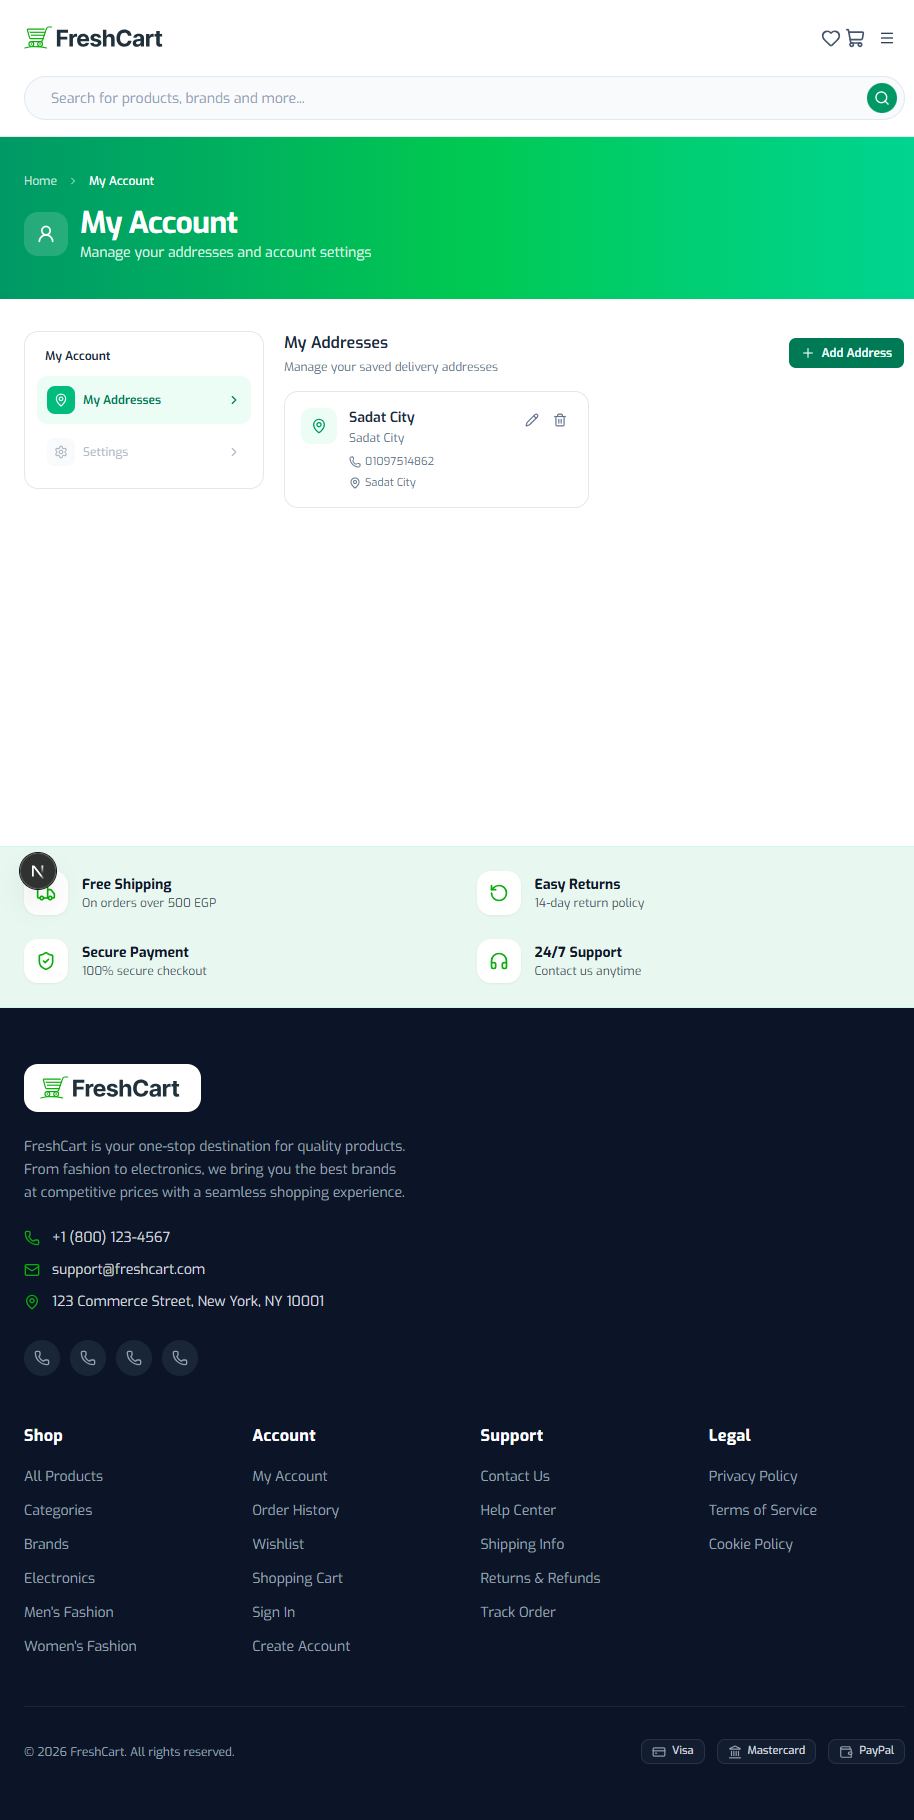 FreshCart
Search for products, brands and more...
Home > My Account
My Account
Manage your addresses and account settings
My Account
My Addresses
Settings
My Addresses
Manage your saved delivery addresses
Add Address
Sadat City
Sadat City
01097514862
Sadat City
N
Free Shipping
On orders over 500 EGP
Easy Returns
14-day return policy
Secure Payment
100% secure checkout
24/7 Support
Contact us anytime
FreshCart
FreshCart is your one-stop destination for quality products.
From fashion to electronics, we bring you the best brands
at competitive prices with a seamless shopping experience.
+1 (800) 123-4567
support@freshcart.com
123 Commerce Street, New York, NY 10001
Shop
All Products
Categories
Brands
Electronics
Men's Fashion
Women's Fashion
Account
My Account
Order History
Wishlist
Shopping Cart
Sign In
Create Account
Support
Contact Us
Help Center
Shipping Info
Returns & Refunds
Track Order
Legal
Privacy Policy
Terms of Service
Cookie Policy
© 2026 FreshCart. All rights reserved.
Visa
Mastercard
PayPal